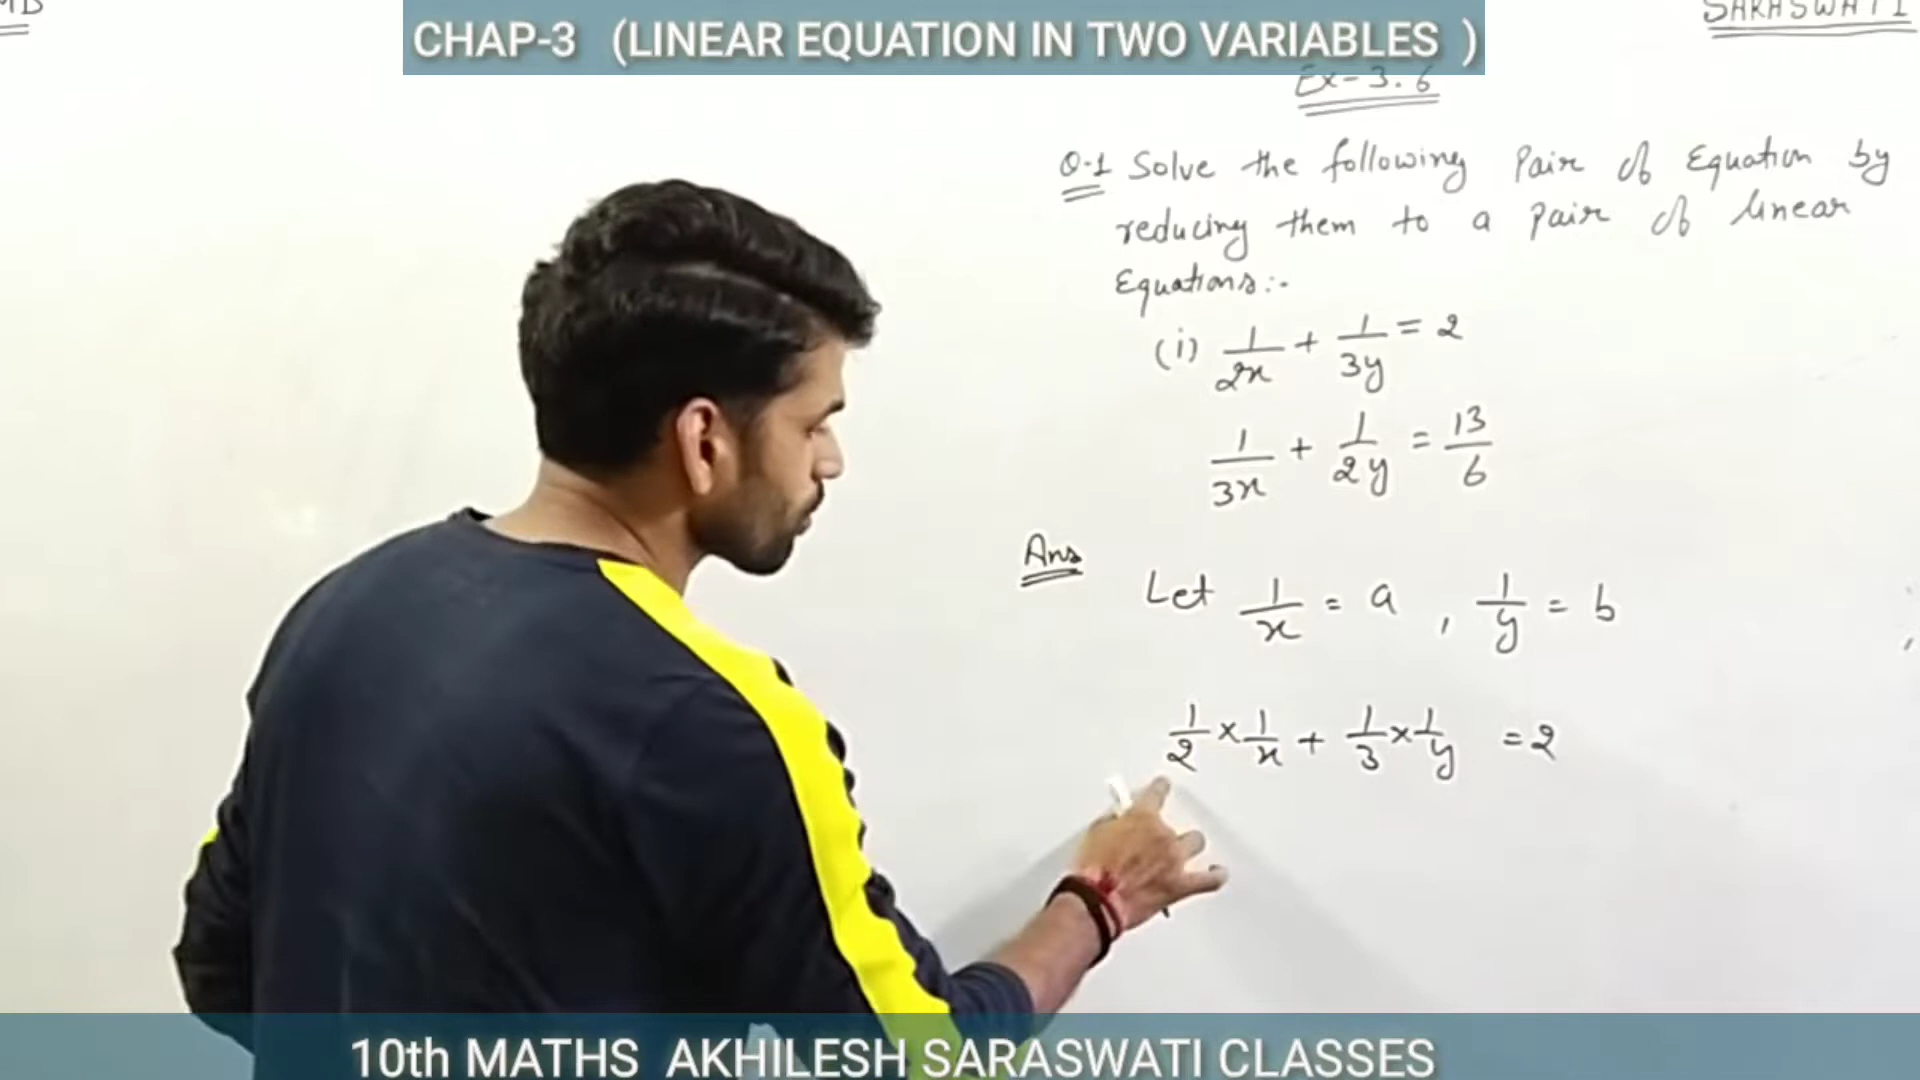 CHAP-3 (LINEAR EQUATION IN TWO VARIABLES )
SARASWATI
Ex-3.6
Q-1 Solve the following Pair of Equation by
reducing them to a pair of linear
Equations:-
(i) 1/2x + 1/3y = 2
1/3x + 1/2y = 13/6
Ans
Let 1/x = a , 1/y = b
1/2 × 1/x + 1/3 × 1/y = 2
10th MATHS AKHILESH SARASWATI CLASSES